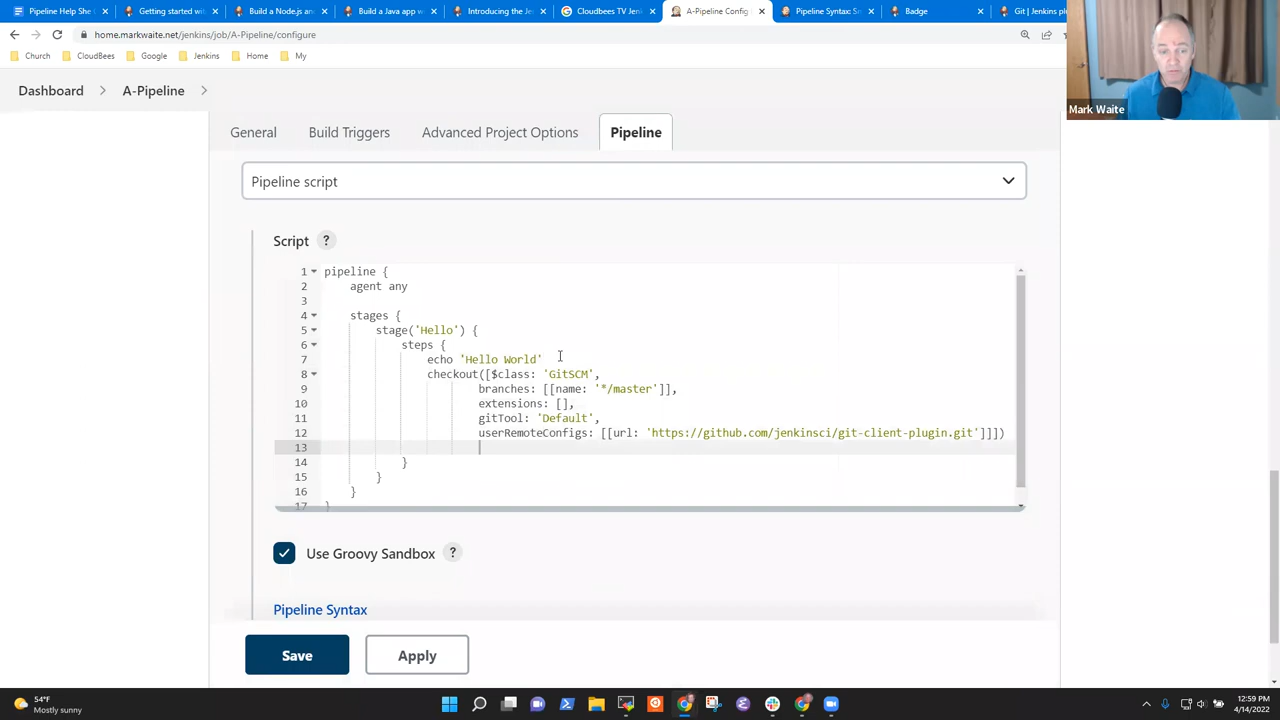 Pipeline Help She
Getting started wit
Build a Node.js and
Build a Java app w
Introducing the Jen
Cloudbees TV Jenk
A-Pipeline Config
Pipeline Syntax: Sn
Badge
Git | Jenkins plu
home.markwaite.net/jenkins/job/A-Pipeline/configure
Church
CloudBees
Google
Jenkins
Home
My
Mark Waite
Dashboard
A-Pipeline
General
Build Triggers
Advanced Project Options
Pipeline
Pipeline script
Script ?
1 pipeline {
2 agent any
3
4 stages {
5 stage('Hello') {
6 steps {
7 echo 'Hello World'
8 checkout([$class: 'GitSCM',
9 branches: [[name: '*/master']],
10 extensions: [],
11 gitTool: 'Default',
12 userRemoteConfigs: [[url: 'https://github.com/jenkinsci/git-client-plugin.git']]])
13
14 }
15 }
16 }
17 }
Use Groovy Sandbox ?
Pipeline Syntax
Save
Apply
54°F
Mostly sunny
12:59 PM
4/14/2022